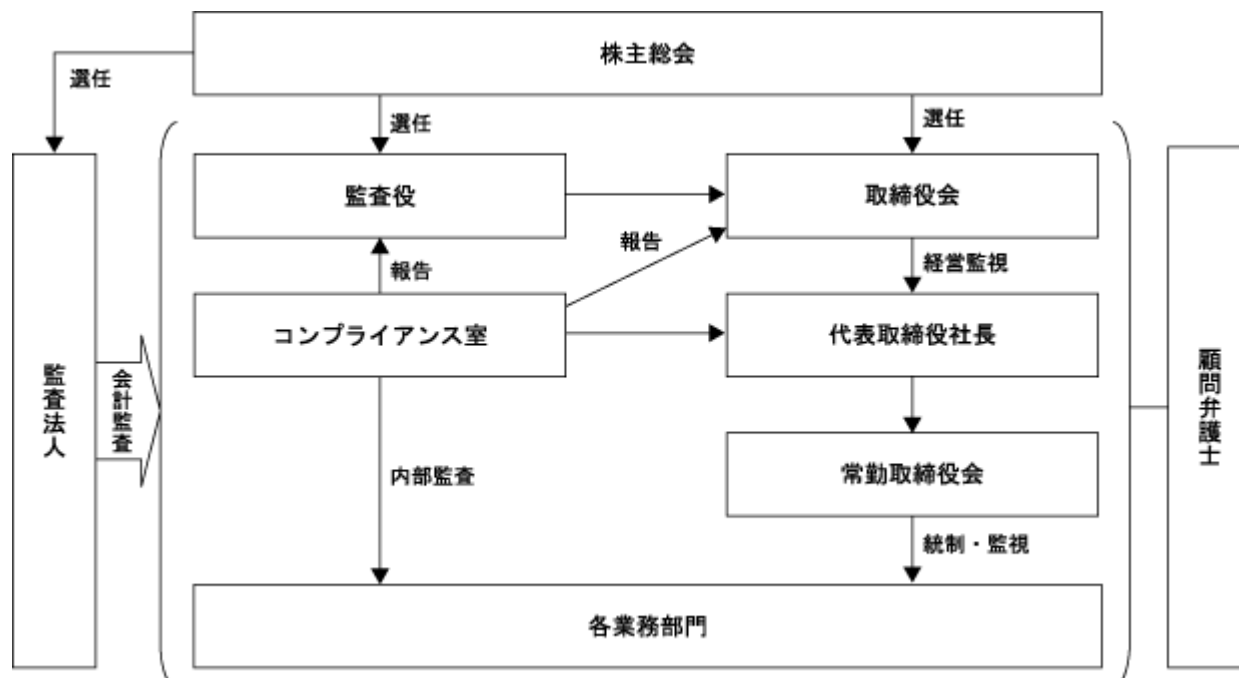 株主総会
選任
選任
選任
監査役
取締役会
報告
報告
経営監視
コンプライアンス室
代表取締役社長
監査法人
会計監査
顧問弁護士
常勤取締役会
内部監査
統制・監視
各業務部門